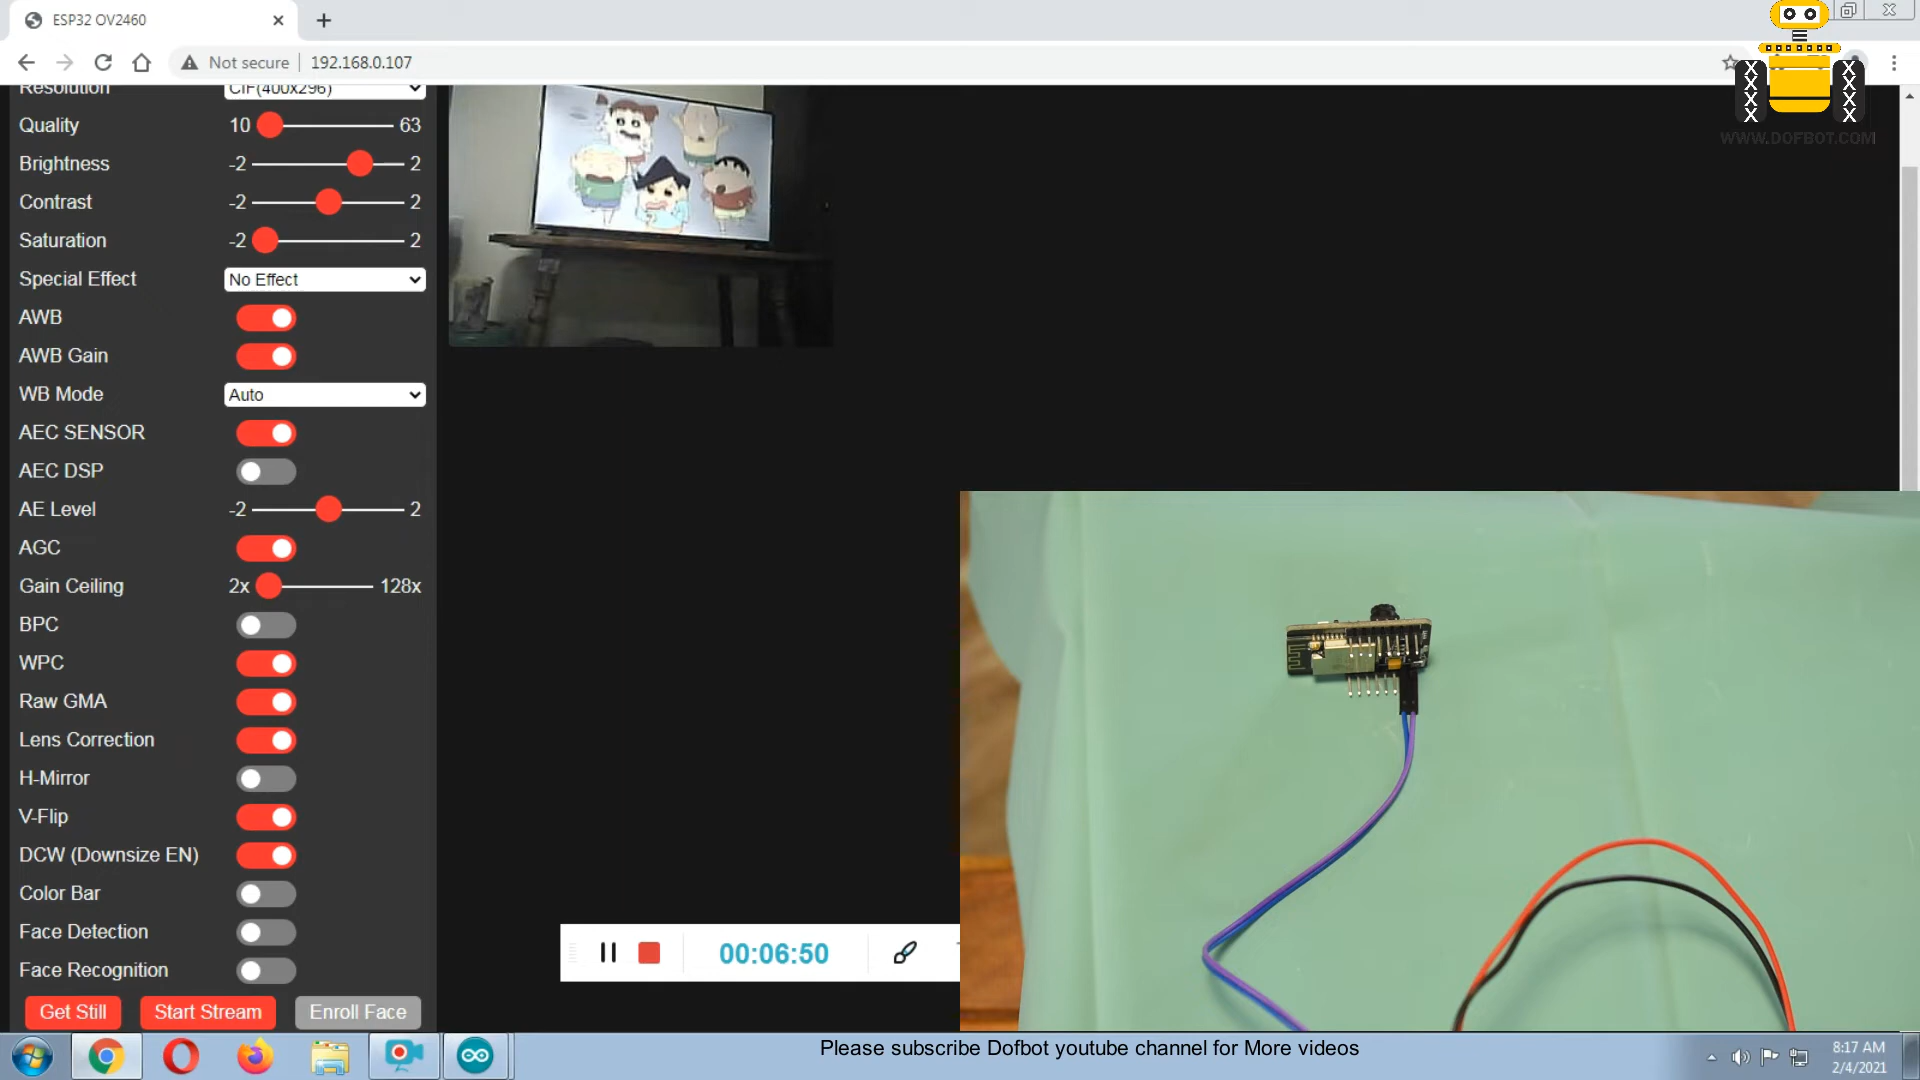 ESP32 OV2460
Not secure
192.168.0.107
WWW.DOFBOT.COM
Resolution CIF(400x296)
Quality 10 63
Brightness -2 2
Contrast -2 2
Saturation -2 2
Special Effect No Effect
AWB
AWB Gain
WB Mode Auto
AEC SENSOR
AEC DSP
AE Level -2 2
AGC
Gain Ceiling 2x 128x
BPC
WPC
Raw GMA
Lens Correction
H-Mirror
V-Flip
DCW (Downsize EN)
Color Bar
Face Detection
Face Recognition
Get Still Start Stream Enroll Face
00:06:50
Please subscribe Dofbot youtube channel for More videos
8:17 AM
2/4/2021